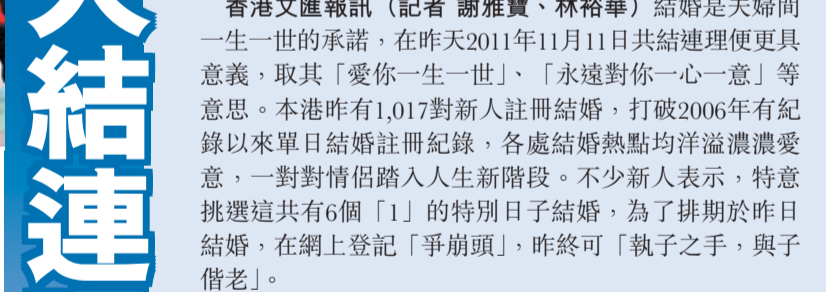 香港文匯報訊（記者 謝雅寶、林裕華）結婚是夫婦間
一生一世的承諾，在昨天2011年11月11日共結連理便更具
意義，取其「愛你一生一世」、「永遠對你一心一意」等
意思。本港昨有1,017對新人註冊結婚，打破2006年有紀
錄以來單日結婚註冊紀錄，各處結婚熱點均洋溢濃濃愛
意，一對對情侶踏入人生新階段。不少新人表示，特意
挑選這共有6個「1」的特別日子結婚，為了排期於昨日
結婚，在網上登記「爭崩頭」，昨終可「執子之手，與子
偕老」。
結連